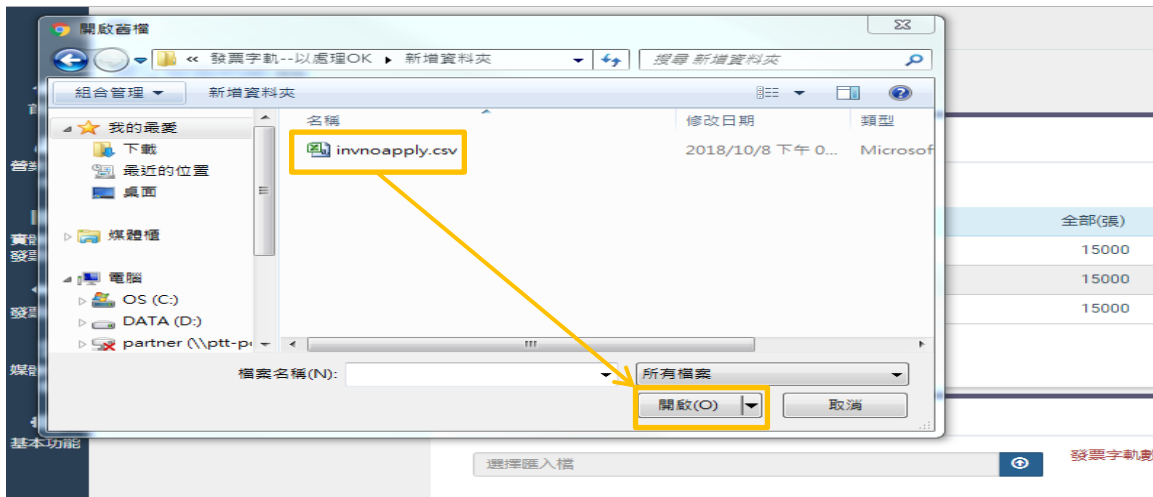 開啟舊檔
« 發票字軌--以處理OK ▸ 新增資料夾
搜尋 新增資料夾
組合管理
新增資料夾
我的最愛
下載
最近的位置
桌面
媒體櫃
電腦
OS (C:)
DATA (D:)
partner (\\ptt-p
名稱
修改日期
類型
invnoapply.csv
2018/10/8 下午 0...
Microsof
檔案名稱(N):
所有檔案
開啟(O)
取消
全部(張)
15000
15000
15000
基本功能
選擇匯入檔
發票字軌數